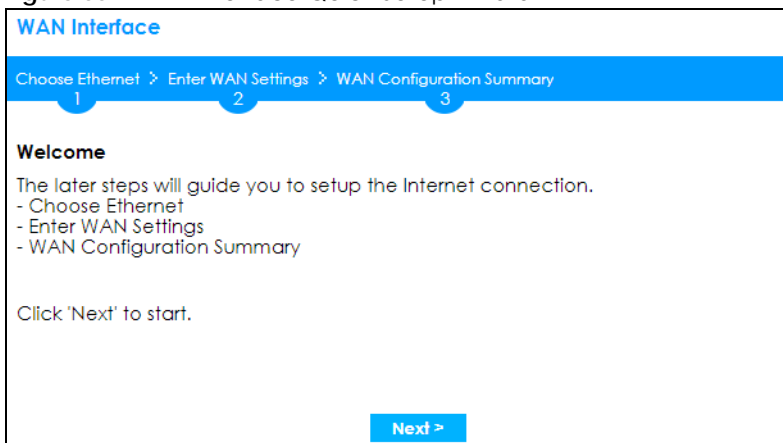 WAN Interface
Choose Ethernet > Enter WAN Settings > WAN Configuration Summary
1 2 3
Welcome
The later steps will guide you to setup the Internet connection.
- Choose Ethernet
- Enter WAN Settings
- WAN Configuration Summary
Click 'Next' to start.
Next >